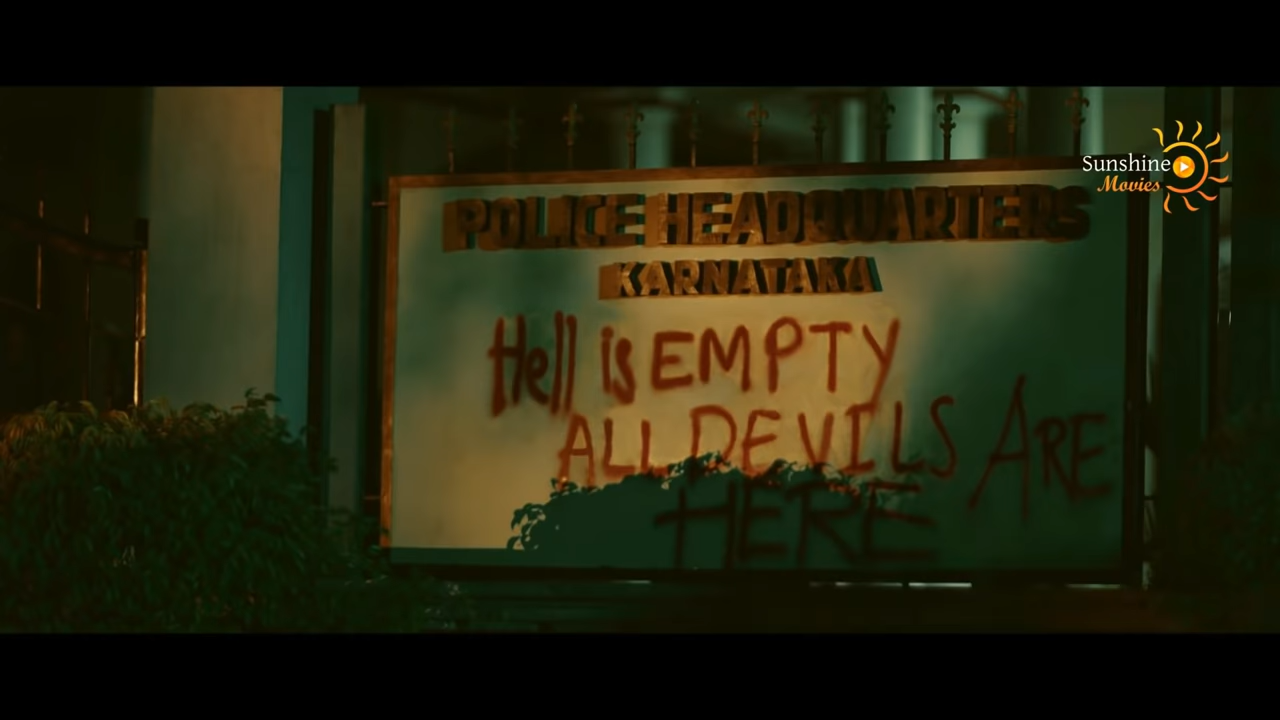 POLICE HEADQUARTERS
KARNATAKA
Hell is EMPTY
ALL DEVILS ARE
HERE
Sunshine
Movies